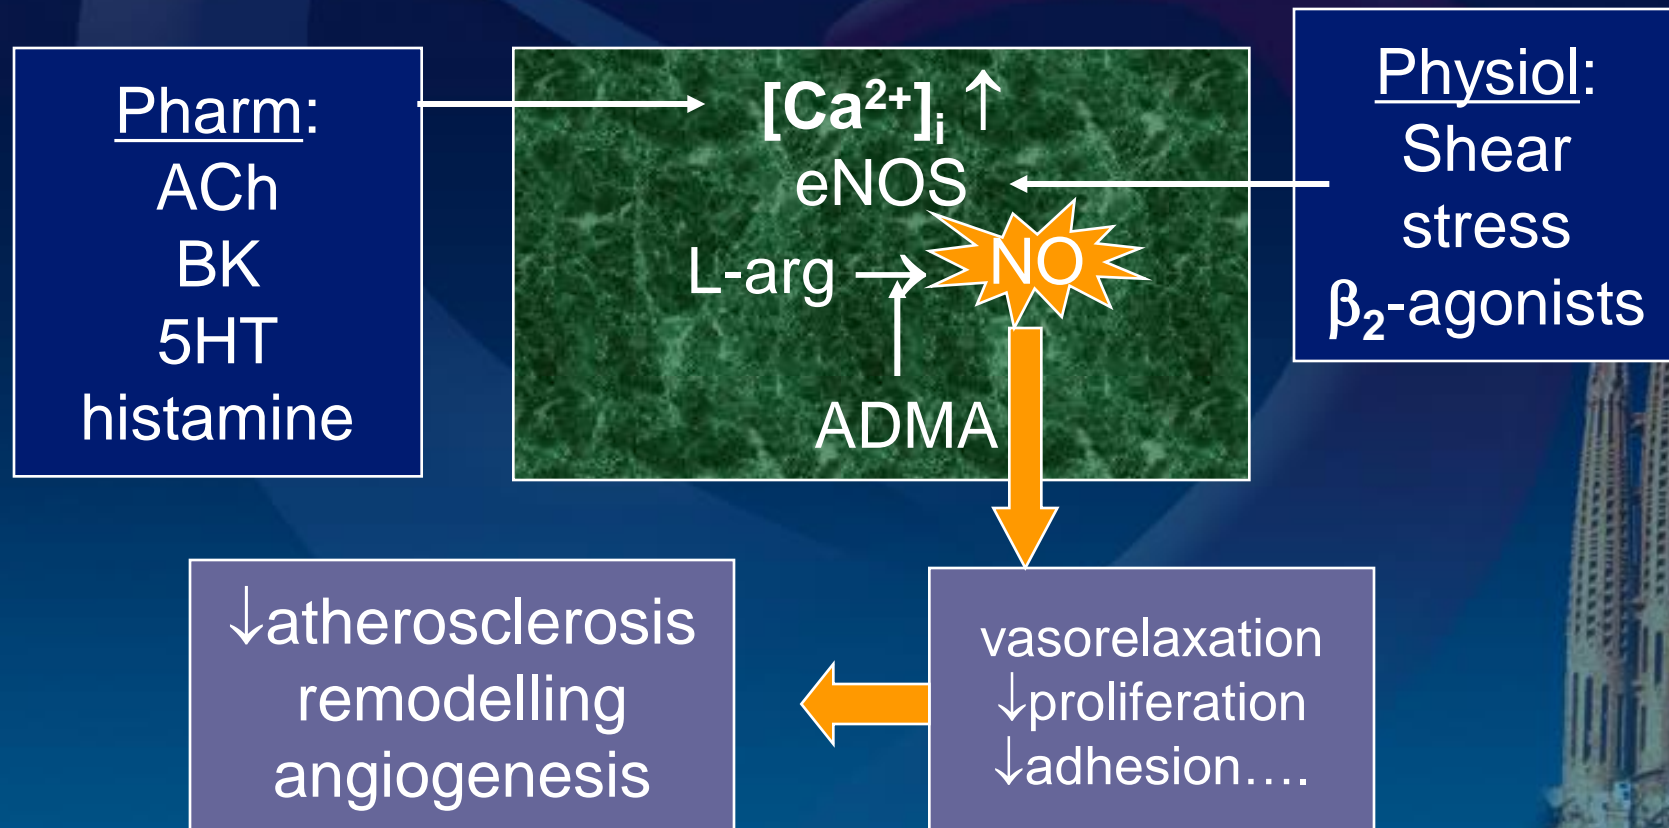 Pharm:
ACh
BK
5HT
histamine
[Ca²⁺]ᵢ ↑
eNOS
L-arg → NO
ADMA
Physiol:
Shear
stress
β₂-agonists
↓atherosclerosis
remodelling
angiogenesis
vasorelaxation
↓proliferation
↓adhesion....